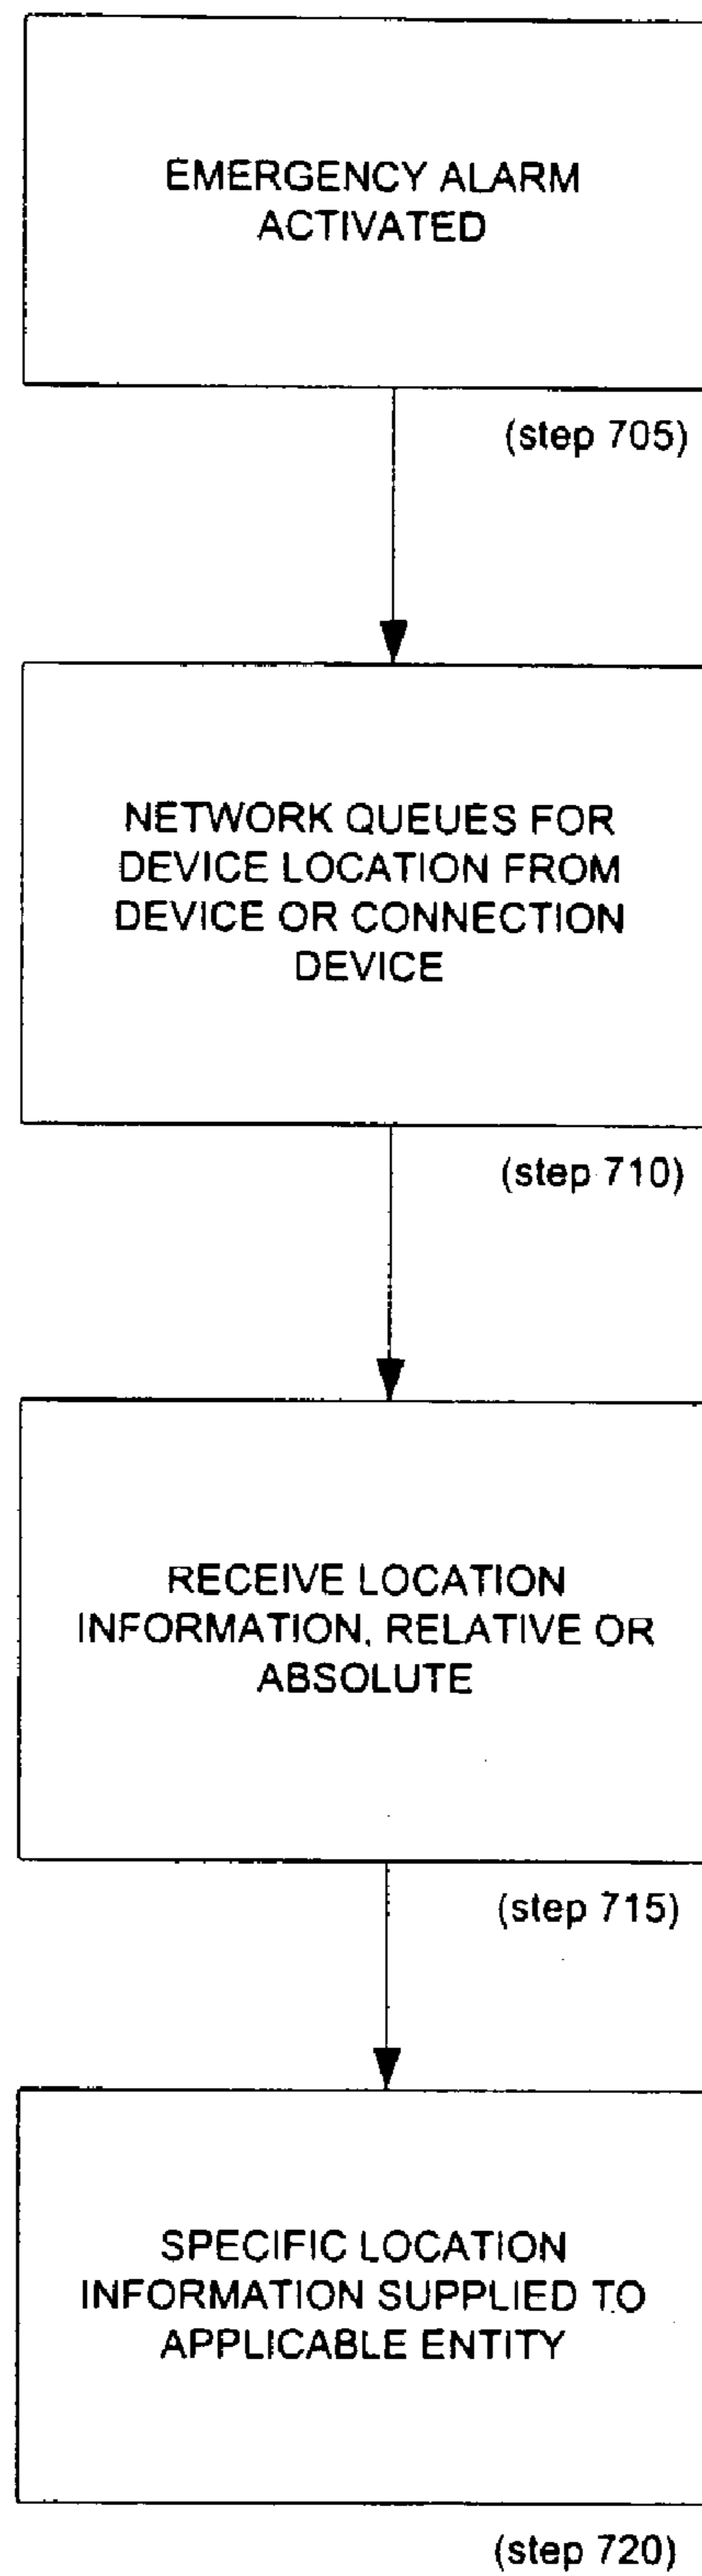 EMERGENCY ALARM
ACTIVATED
(step 705)
NETWORK QUEUES FOR
DEVICE LOCATION FROM
DEVICE OR CONNECTION
DEVICE
(step 710)
RECEIVE LOCATION
INFORMATION, RELATIVE OR
ABSOLUTE
(step 715)
SPECIFIC LOCATION
INFORMATION SUPPLIED TO
APPLICABLE ENTITY
(step 720)